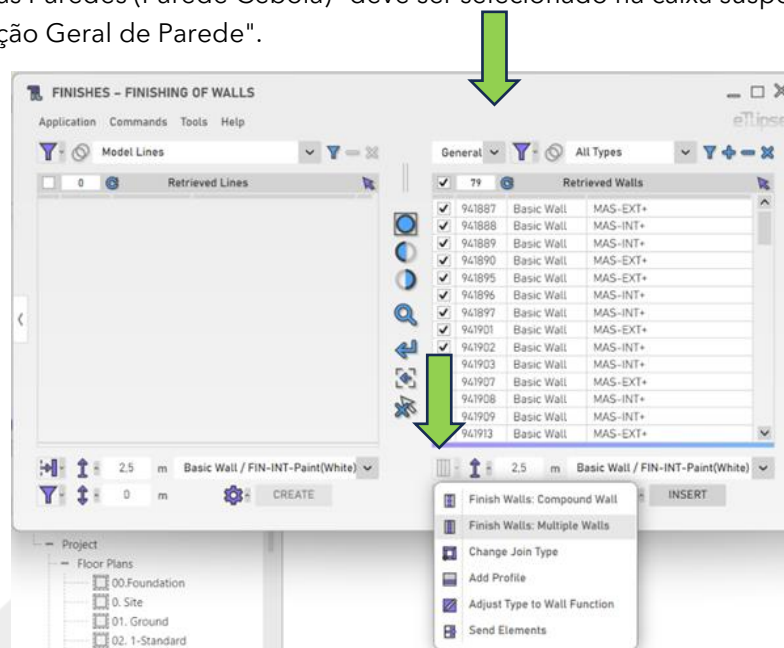 as Paredes (Parede Cebola)" deve ser selecionado na caixa suspe
ção Geral de Parede".
FINISHES – FINISHING OF WALLS
Application Commands Tools Help
eTLipse
Model Lines
General
All Types
0 Retrieved Lines
79 Retrieved Walls
941887 Basic Wall MAS-EXT+
941888 Basic Wall MAS-INT+
941889 Basic Wall MAS-INT+
941890 Basic Wall MAS-EXT+
941895 Basic Wall MAS-EXT+
941896 Basic Wall MAS-INT+
941897 Basic Wall MAS-INT+
941901 Basic Wall MAS-EXT+
941902 Basic Wall MAS-INT+
941903 Basic Wall MAS-INT+
941907 Basic Wall MAS-EXT+
941908 Basic Wall MAS-INT+
941909 Basic Wall MAS-INT+
941913 Basic Wall MAS-EXT+
2,5 m Basic Wall / FIN-INT-Paint(White)
2,5 m Basic Wall / FIN-INT-Paint(White)
0 m CREATE
INSERT
Finish Walls: Compound Wall
Finish Walls: Multiple Walls
Change Join Type
Add Profile
Adjust Type to Wall Function
Send Elements
Project
Floor Plans
00.Foundation
0. Site
01. Ground
02. 1-Standard